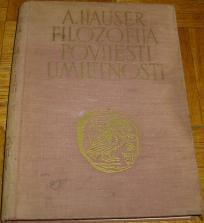 A. HAUSER
FILOZOFIJA
POVIJESTI
UMJETNOSTI